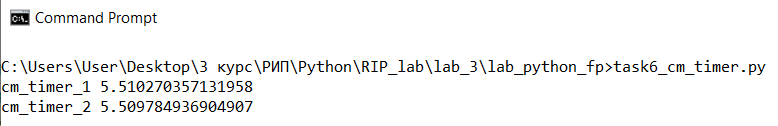 Command Prompt
C:\Users\User\Desktop\3 курс\РИП\Python\RIP_lab\lab_3\lab_python_fp>task6_cm_timer.py
cm_timer_1 5.510270357131958
cm_timer_2 5.509784936904907